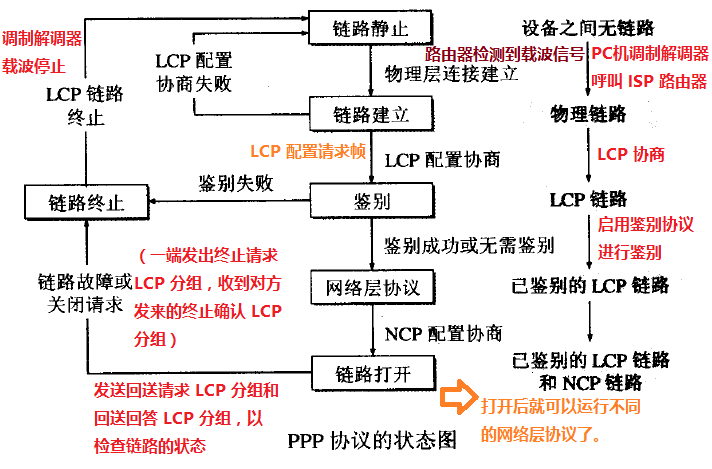 调制解调器
载波停止
链路静止
设备之间无链路
LCP 配置
协商失败
路由器检测到载波信号
PC机调制解调器
呼叫 ISP 路由器
物理层连接建立
LCP 链路
终止
链路建立
物理链路
LCP 配置请求帧
LCP 配置协商
LCP 协商
鉴别失败
链路终止
鉴别
LCP 链路
启用鉴别协议
进行鉴别
鉴别成功或无需鉴别
链路故障或
关闭请求
（一端发出终止请求
LCP 分组，收到对方
发来的终止确认 LCP
分组）
网络层协议
已鉴别的 LCP 链路
NCP 配置协商
链路打开
已鉴别的 LCP 链路
和 NCP 链路
发送回送请求 LCP 分组和
回送回答 LCP 分组，以
检查链路的状态
打开后就可以运行不同
的网络层协议了。
PPP 协议的状态图